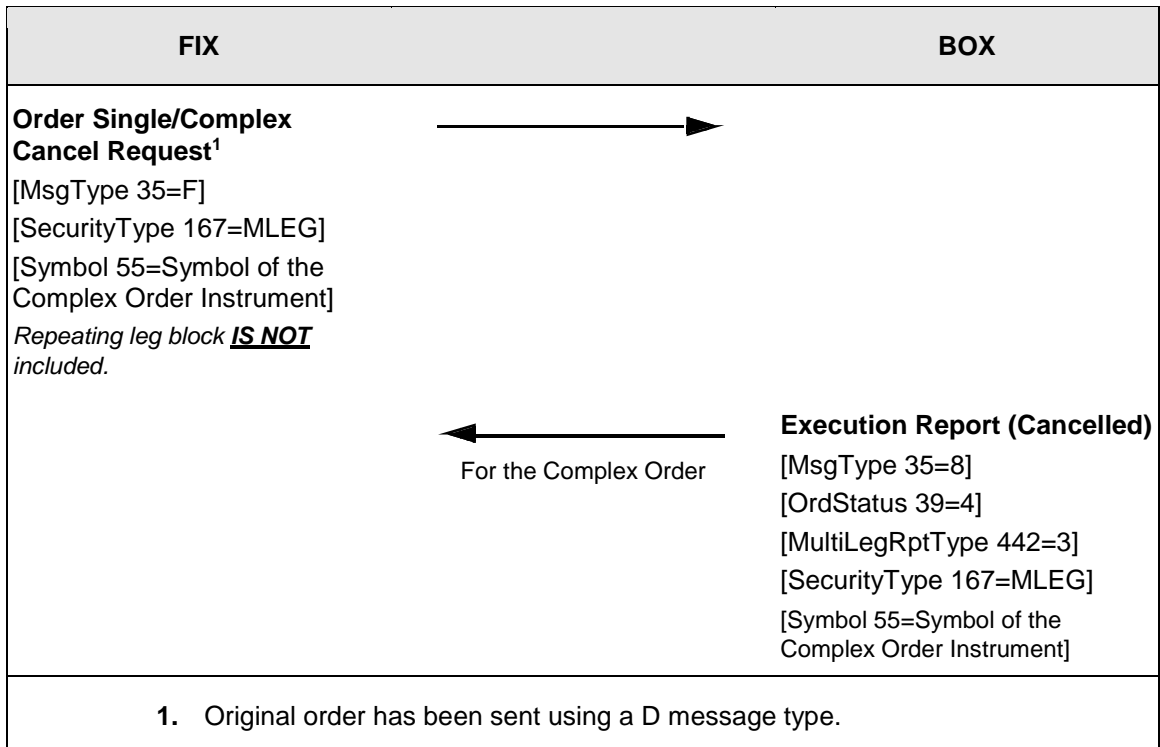 FIX
BOX
Order Single/Complex
Cancel Request1
[MsgType 35=F]
[SecurityType 167=MLEG]
[Symbol 55=Symbol of the
Complex Order Instrument]
Repeating leg block IS NOT
included.
Execution Report (Cancelled)
For the Complex Order
[MsgType 35=8]
[OrdStatus 39=4]
[MultiLegRptType 442=3]
[SecurityType 167=MLEG]
[Symbol 55=Symbol of the
Complex Order Instrument]
1. Original order has been sent using a D message type.